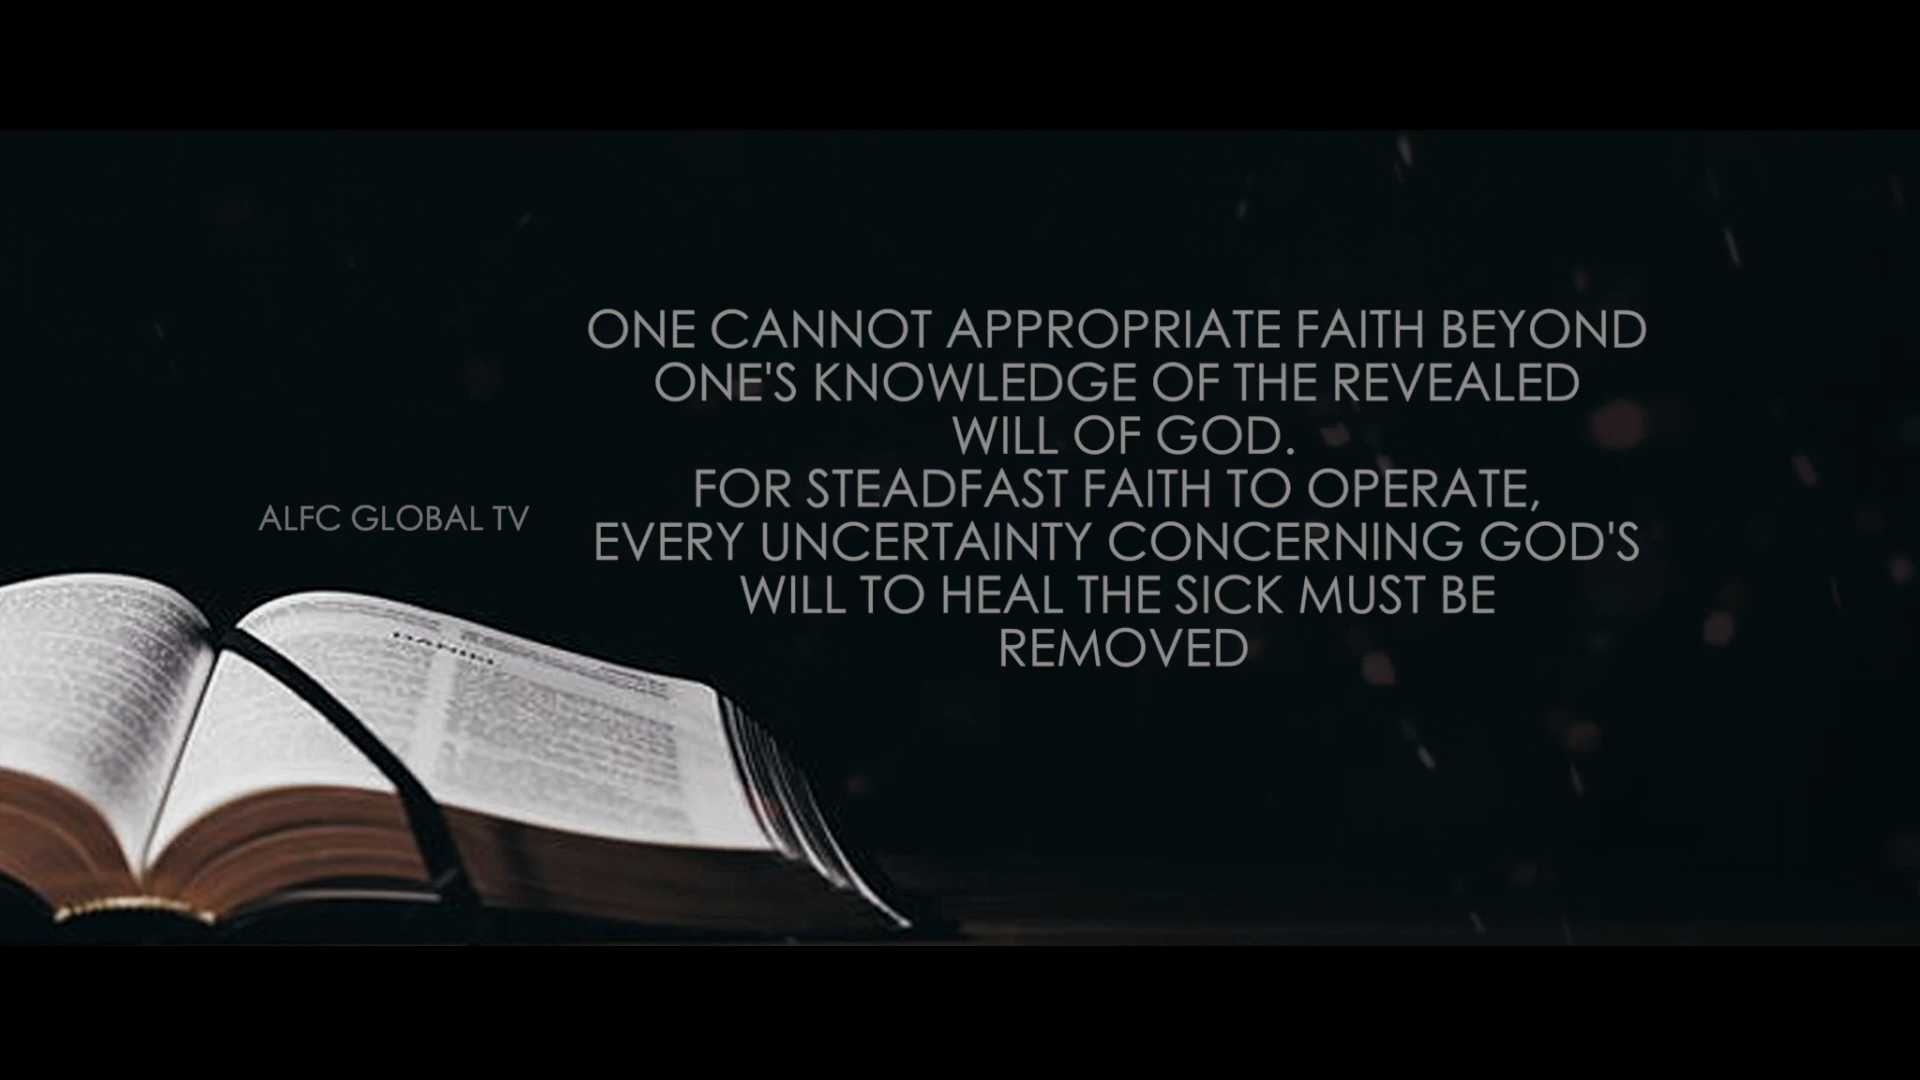 ONE CANNOT APPROPRIATE FAITH BEYOND
ONE'S KNOWLEDGE OF THE REVEALED
WILL OF GOD.
FOR STEADFAST FAITH TO OPERATE,
EVERY UNCERTAINTY CONCERNING GOD'S
WILL TO HEAL THE SICK MUST BE
REMOVED
ALFC GLOBAL TV
DANIEL